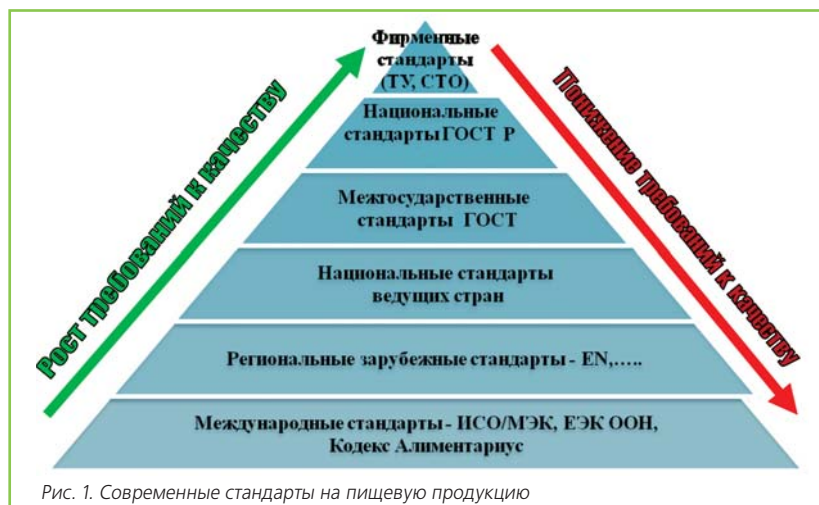 Фирменные
стандарты
(ТУ, СТО)
Национальные
стандарты ГОСТ Р
Межгосударственные
стандарты ГОСТ
Национальные стандарты
ведущих стран
Региональные зарубежные стандарты - EN,.....
Международные стандарты - ИСО/МЭК, ЕЭК ООН,
Кодекс Алиментариус
Рост требований к качеству
Понижение требований к качеству
Рис. 1. Современные стандарты на пищевую продукцию